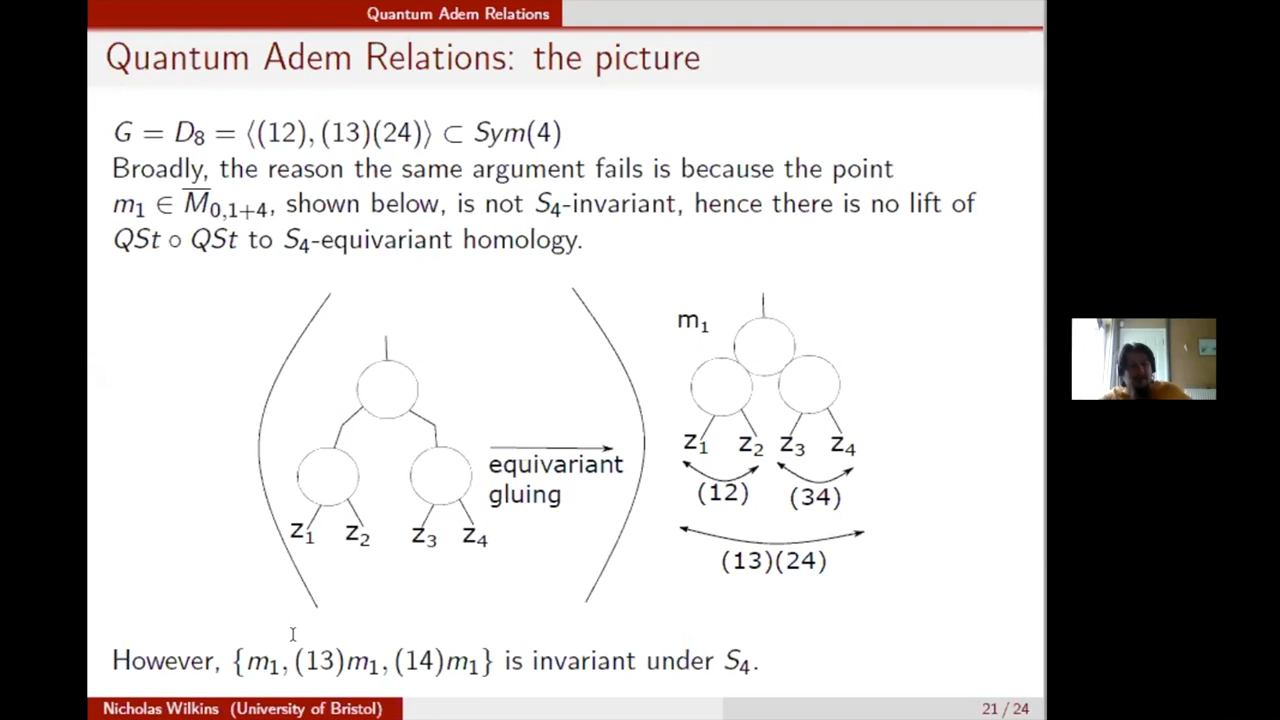 Quantum Adem Relations
Quantum Adem Relations: the picture
G = D₈ = ⟨(12), (13)(24)⟩ ⊂ Sym(4)
Broadly, the reason the same argument fails is because the point
m₁ ∈ M̅₀,₁₊₄, shown below, is not S₄-invariant, hence there is no lift of
QSt ∘ QSt to S₄-equivariant homology.
equivariant
gluing
z₁ z₂ z₃ z₄
m₁
z₁ z₂ z₃ z₄
(12) (34)
(13)(24)
However, {m₁, (13)m₁, (14)m₁} is invariant under S₄.
Nicholas Wilkins (University of Bristol) 21 / 24